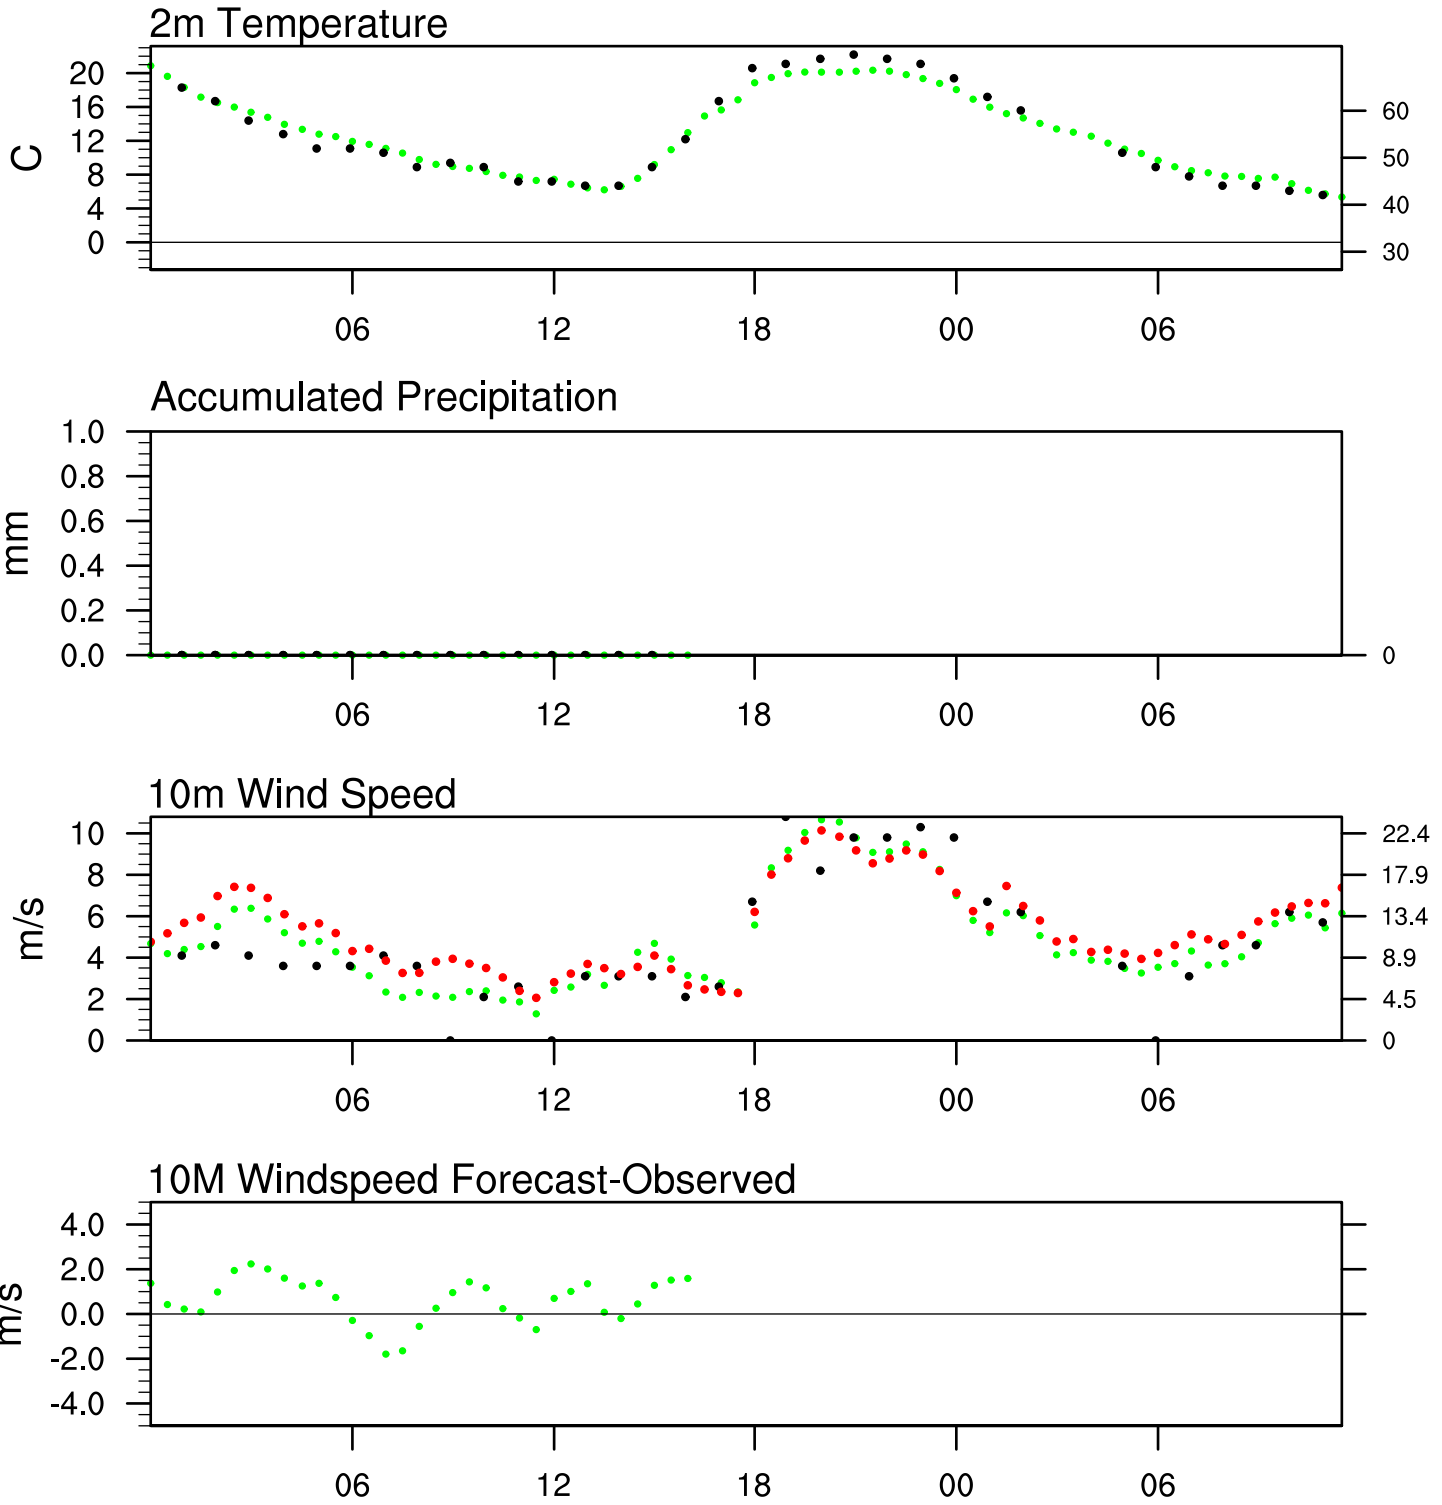 2m Temperature
20
16
12
8
4
0
C
60
50
40
30
06 12 18 00 06
Accumulated Precipitation
1.0
0.8
0.6
0.4
0.2
0.0
mm
0
06 12 18 00 06
10m Wind Speed
10
8
6
4
2
0
m/s
22.4
17.9
13.4
8.9
4.5
0
06 12 18 00 06
10M Windspeed Forecast-Observed
4.0
2.0
0.0
-2.0
-4.0
m/s
06 12 18 00 06